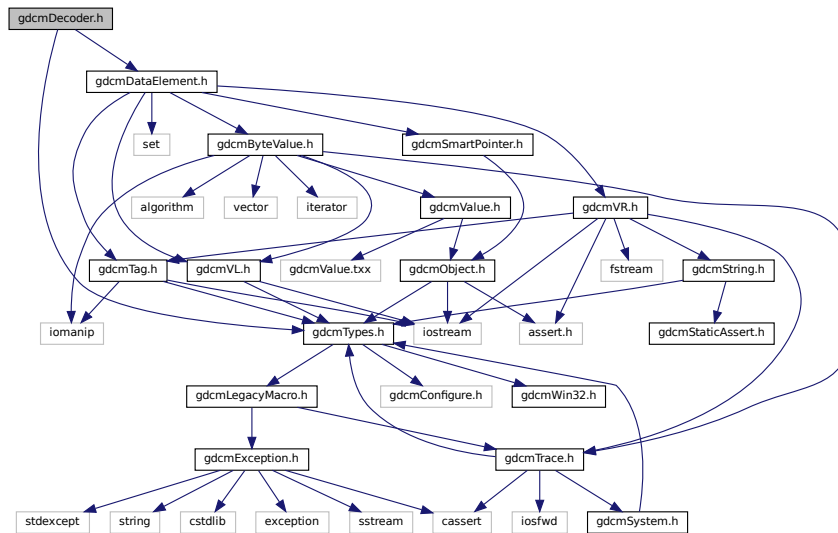 gdcmDecoder.h
gdcmDataElement.h
set
gdcmByteValue.h
gdcmSmartPointer.h
algorithm
vector
iterator
gdcmValue.h
gdcmVR.h
gdcmTag.h
gdcmVL.h
gdcmValue.txx
gdcmObject.h
fstream
gdcmString.h
iomanip
gdcmTypes.h
iostream
assert.h
gdcmStaticAssert.h
gdcmLegacyMacro.h
gdcmConfigure.h
gdcmWin32.h
gdcmException.h
gdcmTrace.h
stdexcept
string
cstdlib
exception
sstream
cassert
iosfwd
gdcmSystem.h